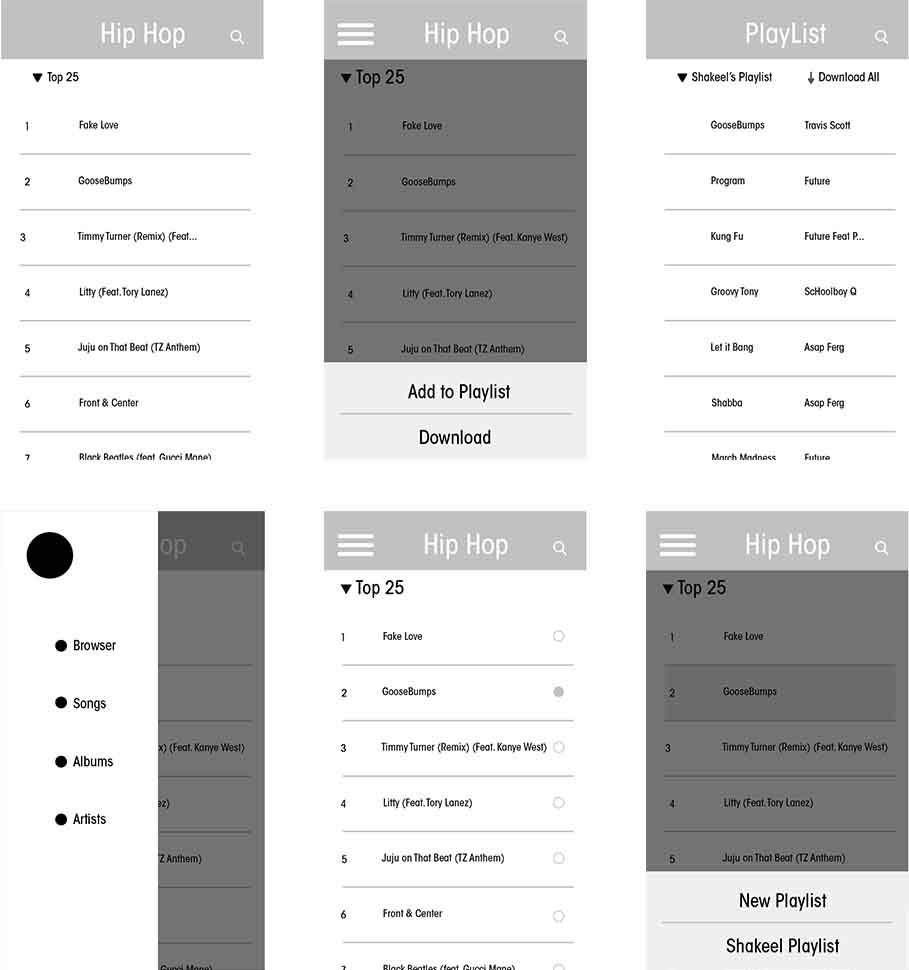 Hip Hop
Top 25
1 Fake Love
2 GooseBumps
3 Timmy Turner (Remix) (Feat...
4 Litty (Feat.Tory Lanez)
5 Juju on That Beat (TZ Anthem)
6 Front & Center
7 Black Beatles (feat. Gucci Mane)
Hip Hop
Top 25
1 Fake Love
2 GooseBumps
3 Timmy Turner (Remix) (Feat. Kanye West)
4 Litty (Feat.Tory Lanez)
5 Juju on That Beat (TZ Anthem)
Add to Playlist
Download
PlayList
Shakeel's Playlist Download All
GooseBumps Travis Scott
Program Future
Kung Fu Future Feat P...
Groovy Tony ScHoolboy Q
Let it Bang Asap Ferg
Shabba Asap Ferg
March Madness Future
op
Browser
Songs
x) (Feat. Kanye West)
Albums
ez)
Artists
TZ Anthem)
Gucci Mane)
Hip Hop
Top 25
1 Fake Love
2 GooseBumps
3 Timmy Turner (Remix) (Feat. Kanye West)
4 Litty (Feat.Tory Lanez)
5 Juju on That Beat (TZ Anthem)
6 Front & Center
7 Black Beatles (feat. Gucci Mane)
Hip Hop
Top 25
1 Fake Love
2 GooseBumps
3 Timmy Turner (Remix) (Feat. Kanye West)
4 Litty (Feat.Tory Lanez)
5 Juju on That Beat (TZ Anthem)
New Playlist
Shakeel Playlist